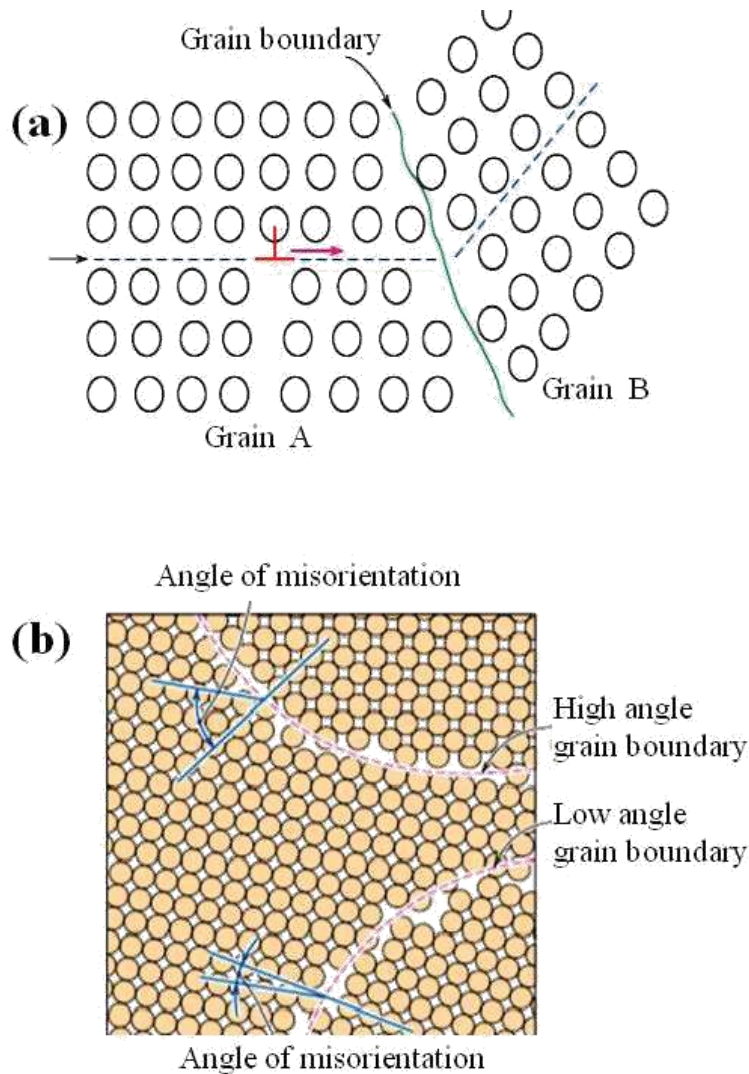 Grain boundary
(a)
Grain B
Grain A
Angle of misorientation
(b)
High angle
grain boundary
Low angle
grain boundary
Angle of misorientation